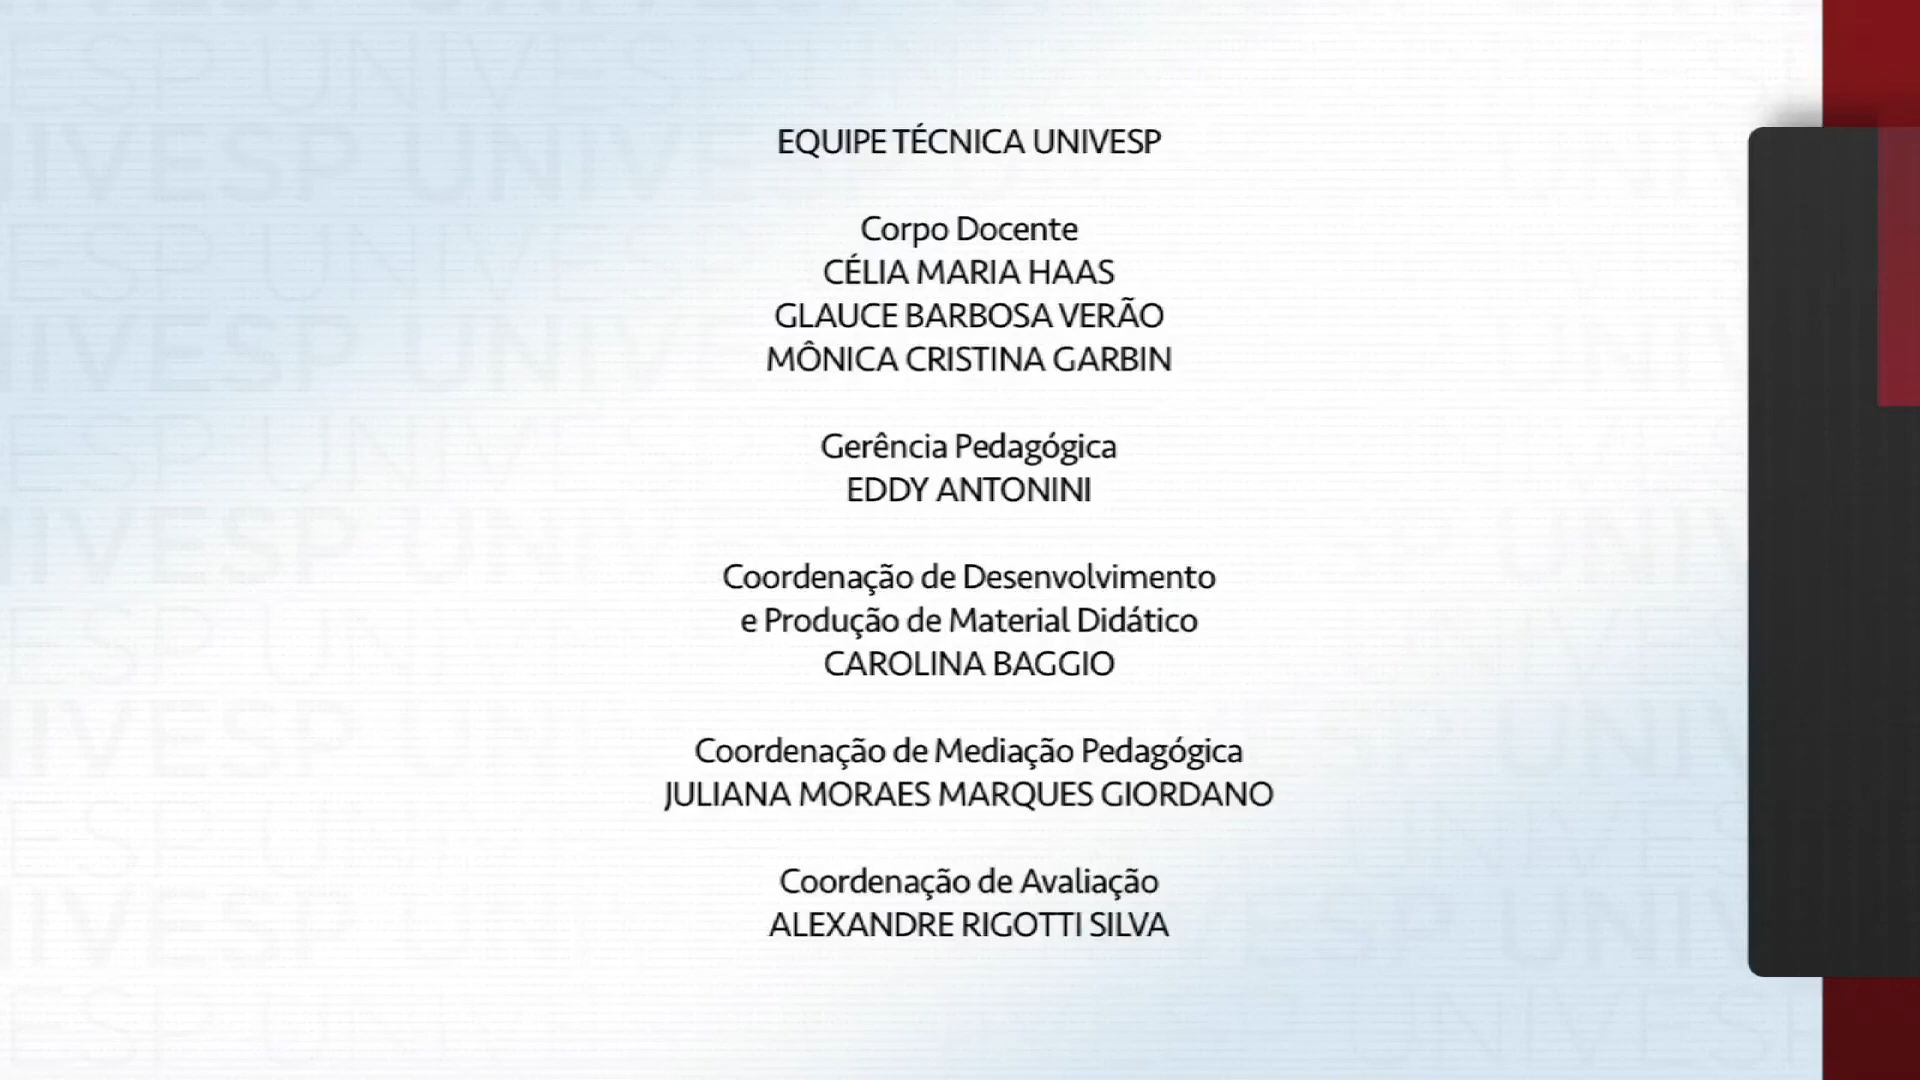 EQUIPE TÉCNICA UNIVESP
Corpo Docente
CÉLIA MARIA HAAS
GLAUCE BARBOSA VERÃO
MÔNICA CRISTINA GARBIN
Gerência Pedagógica
EDDY ANTONINI
Coordenação de Desenvolvimento
e Produção de Material Didático
CAROLINA BAGGIO
Coordenação de Mediação Pedagógica
JULIANA MORAES MARQUES GIORDANO
Coordenação de Avaliação
ALEXANDRE RIGOTTI SILVA